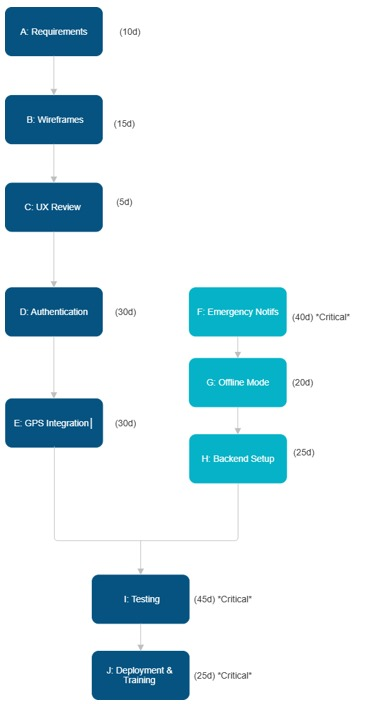 A: Requirements
(10d)
B: Wireframes
(15d)
C: UX Review
(5d)
D: Authentication
(30d)
F: Emergency Notifs
(40d) *Critical*
G: Offline Mode
(20d)
E: GPS Integration
(30d)
H: Backend Setup
(25d)
I: Testing
(45d) *Critical*
J: Deployment &
Training
(25d) *Critical*